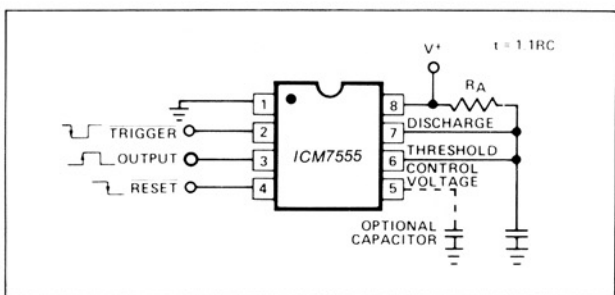 V+
t = 1.1RC
RA
1
8
DISCHARGE
TRIGGER
2
7
OUTPUT
3
ICM7555
6
THRESHOLD
CONTROL
VOLTAGE
RESET
4
5
OPTIONAL
CAPACITOR